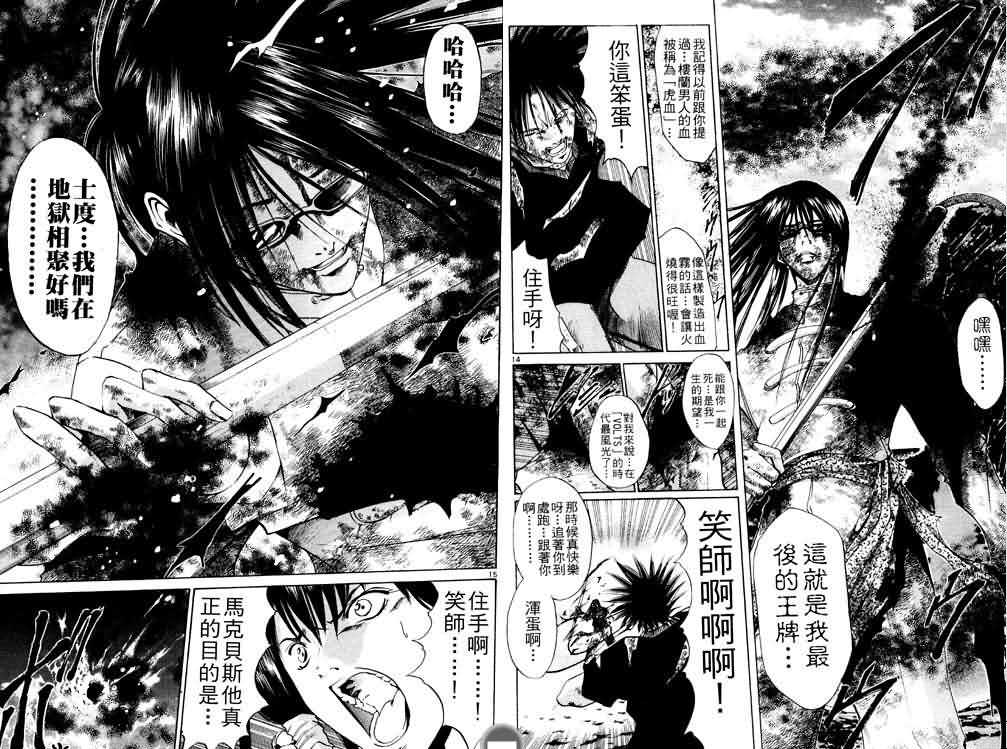 嘿嘿
……
這就是我最
後的王牌…
我記得以前跟你提
過…樓蘭男人的血
被稱為「虎血」…
你這笨蛋！
像這樣製造出血
霧的話…會讓火
燒得很旺喔！
住手呀！
14
能跟你一起
死…是我一
生的期望…
對我來說…在
「VOLTS」的時
代最風光了…
笑師啊啊啊！
那時候真快樂
呀…追著你到
處跑…跟著你
啊…………
渾蛋啊…
哈哈哈…
士度…我們在
地獄相聚好嗎
……………
15
住手啊……
笑師……！
馬克貝斯他真
正的目的是…